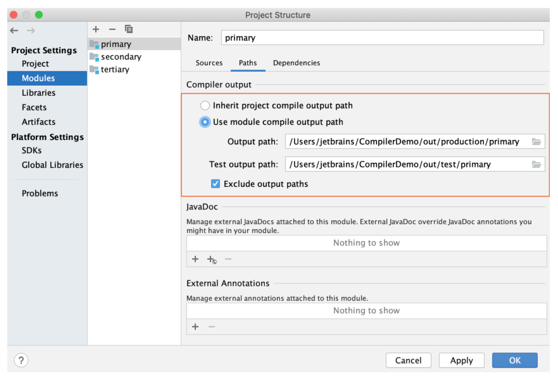 Project Structure
Project Settings
Project
Modules
Libraries
Facets
Artifacts
Platform Settings
SDKs
Global Libraries
Problems
primary
secondary
tertiary
Name: primary
Sources Paths Dependencies
Compiler output
Inherit project compile output path
Use module compile output path
Output path: /Users/jetbrains/CompilerDemo/out/production/primary
Test output path: /Users/jetbrains/CompilerDemo/out/test/primary
Exclude output paths
JavaDoc
Manage external JavaDocs attached to this module. External JavaDoc override JavaDoc annotations you
might have in your module.
Nothing to show
External Annotations
Manage external annotations attached to this module.
Nothing to show
? Cancel Apply OK